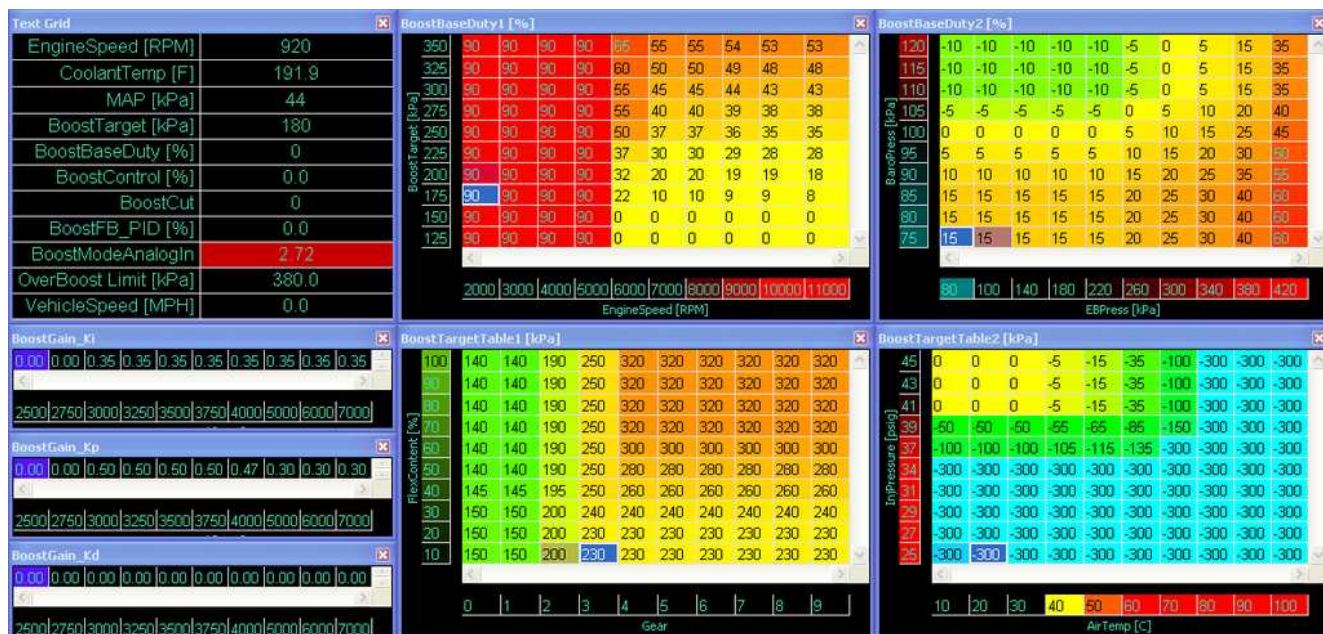 Text Grid
EngineSpeed [RPM] 920
CoolantTemp [F] 191.9
MAP [kPa] 44
BoostTarget [kPa] 180
BoostBaseDuty [%] 0
BoostControl [%] 0.0
BoostCut 0
BoostFB_PID [%] 0.0
BoostModeAnalogIn 2.72
OverBoost Limit [kPa] 380.0
VehicleSpeed [MPH] 0.0
BoostBaseDuty1 [%]
BoostTarget [kPa]
350 90 90 90 90 65 55 55 54 53 53
325 90 90 90 90 60 50 50 49 48 48
300 90 90 90 90 55 45 45 44 43 43
275 90 90 90 90 55 40 40 39 38 38
250 90 90 90 90 50 37 37 36 35 35
225 90 90 90 90 37 30 30 29 28 28
200 90 90 90 90 32 20 20 19 19 18
175 90 90 90 90 22 10 10 9 9 8
150 90 90 90 90 0 0 0 0 0 0
125 90 90 90 90 0 0 0 0 0 0
2000 3000 4000 5000 6000 7000 8000 9000 10000 11000
EngineSpeed [RPM]
BoostBaseDuty2 [%]
BaroPress [kPa]
120 -10 -10 -10 -10 -10 -5 0 5 15 35
115 -10 -10 -10 -10 -10 -5 0 5 15 35
110 -10 -10 -10 -10 -10 -5 0 5 15 35
105 -5 -5 -5 -5 -5 0 5 10 20 40
100 0 0 0 0 0 5 10 15 25 45
95 5 5 5 5 5 10 15 20 30 50
90 10 10 10 10 10 15 20 25 35 55
85 15 15 15 15 15 20 25 30 40 60
80 15 15 15 15 15 20 25 30 40 60
75 15 15 15 15 15 20 25 30 40 60
80 100 140 180 220 260 300 340 380 420
EBPress [kPa]
BoostGain_Ki
0.00 0.00 0.35 0.35 0.35 0.35 0.35 0.35 0.35 0.35
2500 2750 3000 3250 3500 3750 4000 5000 6000 7000
BoostGain_Kp
0.00 0.00 0.50 0.50 0.50 0.50 0.47 0.30 0.30 0.30
2500 2750 3000 3250 3500 3750 4000 5000 6000 7000
BoostGain_Kd
0.00 0.00 0.00 0.00 0.00 0.00 0.00 0.00 0.00 0.00
2500 2750 3000 3250 3500 3750 4000 5000 6000 7000
BoostTargetTable1 [kPa]
FlexContent [%]
100 140 140 190 250 320 320 320 320 320 320
90 140 140 190 250 320 320 320 320 320 320
80 140 140 190 250 320 320 320 320 320 320
70 140 140 190 250 320 320 320 320 320 320
60 140 140 190 250 300 300 300 300 300 300
50 140 140 190 250 280 280 280 280 280 280
40 145 145 195 250 260 260 260 260 260 260
30 150 150 200 240 240 240 240 240 240 240
20 150 150 200 230 230 230 230 230 230 230
10 150 150 200 230 230 230 230 230 230 230
0 1 2 3 4 5 6 7 8 9
Gear
BoostTargetTable2 [kPa]
InjPressure [psig]
45 0 0 0 -5 -15 -35 -100 -300 -300 -300
43 0 0 0 -5 -15 -35 -100 -300 -300 -300
41 0 0 0 -5 -15 -35 -100 -300 -300 -300
39 -50 -50 -50 -55 -65 -85 -150 -300 -300 -300
37 -100 -100 -100 -105 -115 -135 -300 -300 -300 -300
34 -300 -300 -300 -300 -300 -300 -300 -300 -300 -300
31 -300 -300 -300 -300 -300 -300 -300 -300 -300 -300
29 -300 -300 -300 -300 -300 -300 -300 -300 -300 -300
27 -300 -300 -300 -300 -300 -300 -300 -300 -300 -300
25 -300 -300 -300 -300 -300 -300 -300 -300 -300 -300
10 20 30 40 50 60 70 80 90 100
AirTemp [C]